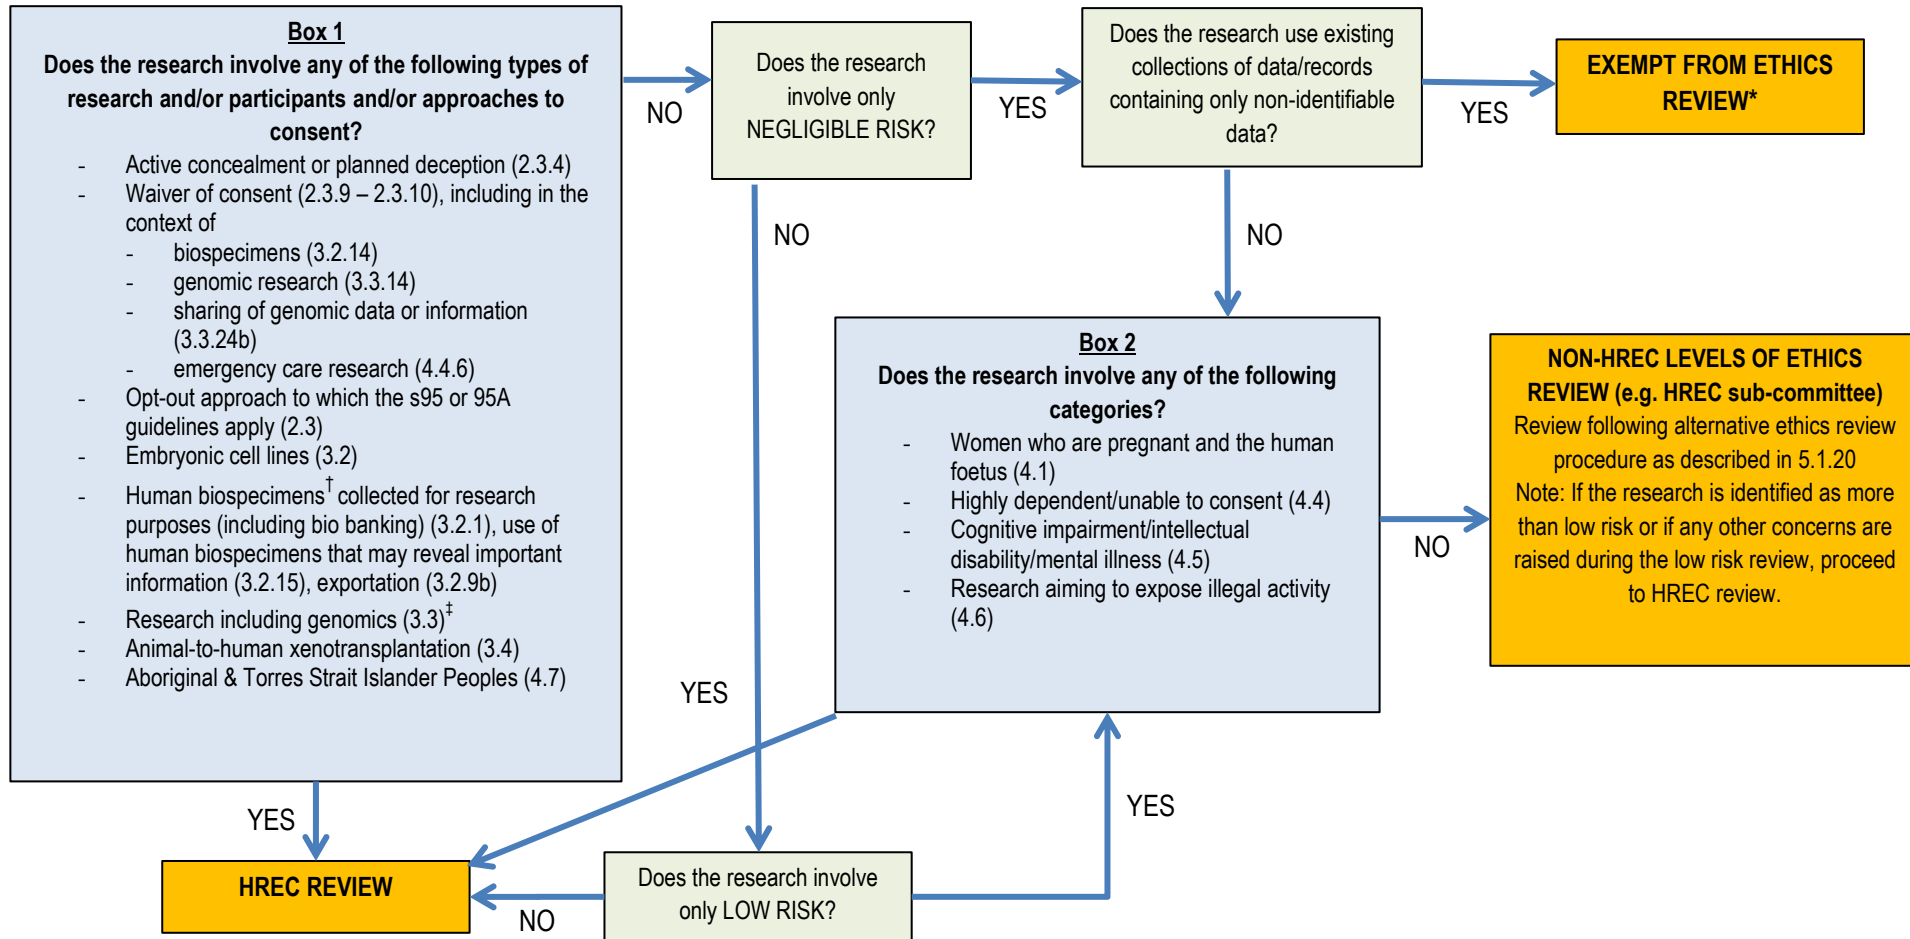 Box 1
Does the research involve any of the following types of
research and/or participants and/or approaches to
consent?
- Active concealment or planned deception (2.3.4)
- Waiver of consent (2.3.9 – 2.3.10), including in the
context of
- biospecimens (3.2.14)
- genomic research (3.3.14)
- sharing of genomic data or information
(3.3.24b)
- emergency care research (4.4.6)
- Opt-out approach to which the s95 or 95A
guidelines apply (2.3)
- Embryonic cell lines (3.2)
- Human biospecimens† collected for research
purposes (including bio banking) (3.2.1), use of
human biospecimens that may reveal important
information (3.2.15), exportation (3.2.9b)
- Research including genomics (3.3)‡
- Animal-to-human xenotransplantation (3.4)
- Aboriginal & Torres Strait Islander Peoples (4.7)
NO
Does the research
involve only
NEGLIGIBLE RISK?
YES
Does the research use existing
collections of data/records
containing only non-identifiable
data?
YES
EXEMPT FROM ETHICS
REVIEW*
NO
NO
Box 2
Does the research involve any of the following
categories?
- Women who are pregnant and the human
foetus (4.1)
- Highly dependent/unable to consent (4.4)
- Cognitive impairment/intellectual
disability/mental illness (4.5)
- Research aiming to expose illegal activity
(4.6)
NO
NON-HREC LEVELS OF ETHICS
REVIEW (e.g. HREC sub-committee)
Review following alternative ethics review
procedure as described in 5.1.20
Note: If the research is identified as more
than low risk or if any other concerns are
raised during the low risk review, proceed
to HREC review.
YES
YES
YES
HREC REVIEW
NO
Does the research involve
only LOW RISK?